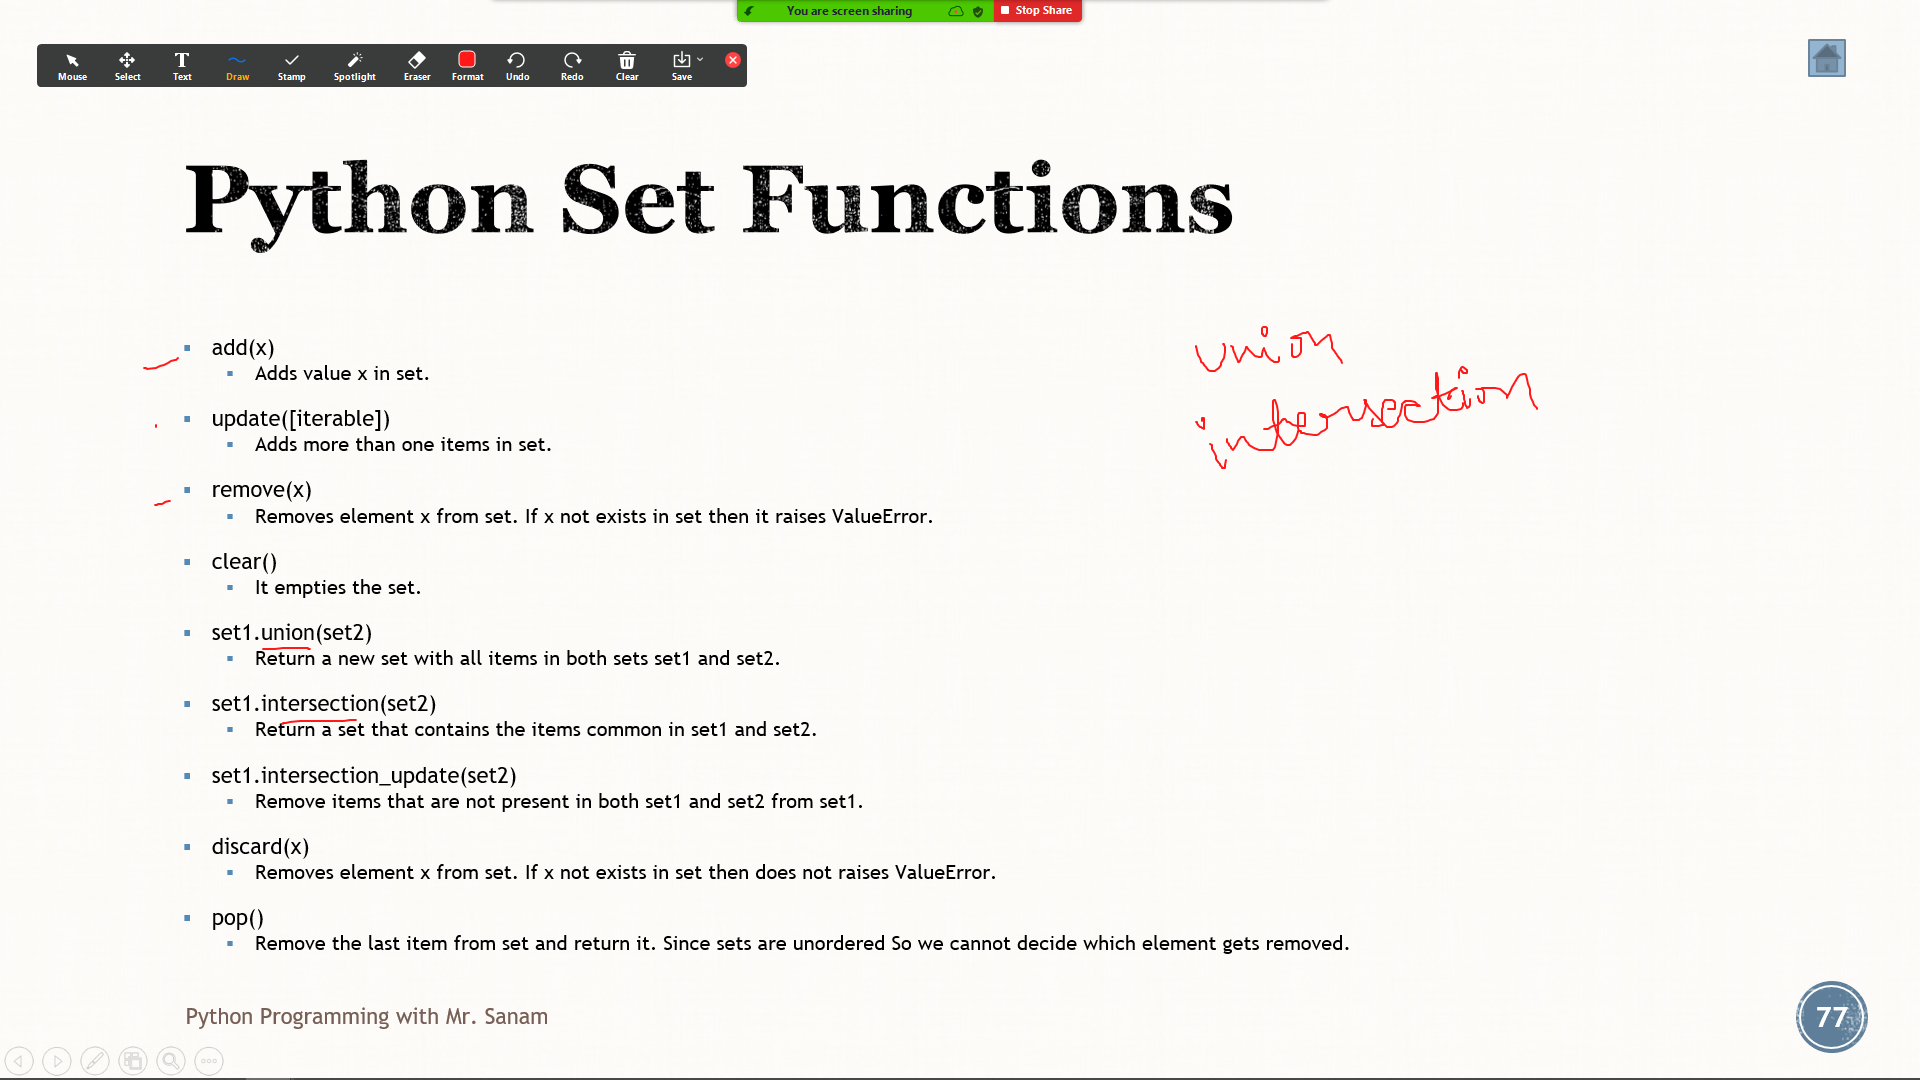 You are screen sharing
Stop Share
Mouse Select Text Draw Stamp Spotlight Eraser Format Undo Redo Clear Save
Python Set Functions
add(x)
Adds value x in set.
update([iterable])
Adds more than one items in set.
remove(x)
Removes element x from set. If x not exists in set then it raises ValueError.
clear()
It empties the set.
set1.union(set2)
Return a new set with all items in both sets set1 and set2.
set1.intersection(set2)
Return a set that contains the items common in set1 and set2.
set1.intersection_update(set2)
Remove items that are not present in both set1 and set2 from set1.
discard(x)
Removes element x from set. If x not exists in set then does not raises ValueError.
pop()
Remove the last item from set and return it. Since sets are unordered So we cannot decide which element gets removed.
union
intersection
Python Programming with Mr. Sanam
77